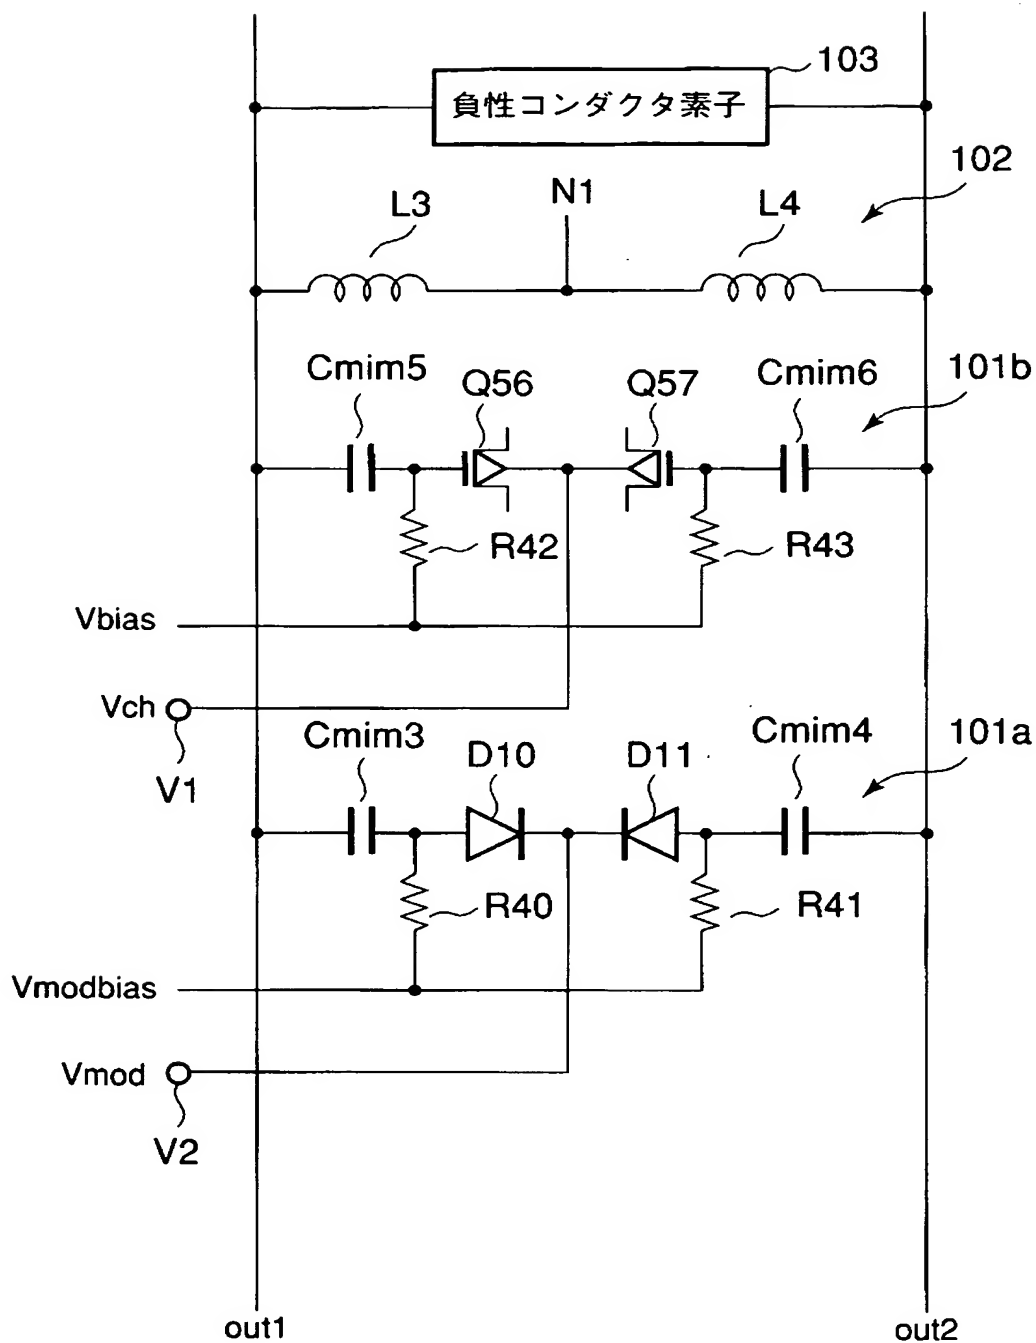 103
負性コンダクタ素子
102
N1
L3
L4
Cmim5
Q56
Q57
Cmim6
101b
R42
R43
Vbias
Vch
V1
Cmim3
D10
D11
Cmim4
101a
R40
R41
Vmodbias
Vmod
V2
out1
out2